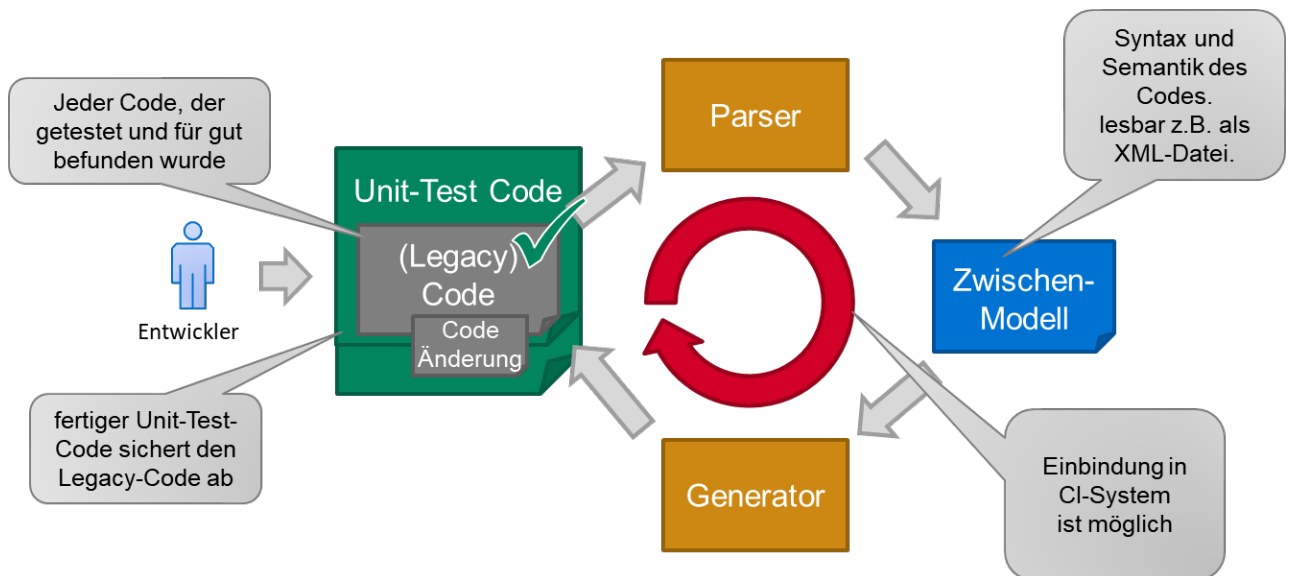 Syntax und
Semantik des
Codes.
lesbar z.B. als
XML-Datei.
Jeder Code, der
getestet und für gut
befunden wurde
Parser
Unit-Test Code
(Legacy)
Code
Code
Änderung
Entwickler
Zwischen-
Modell
fertiger Unit-Test-
Code sichert den
Legacy-Code ab
Generator
Einbindung in
CI-System
ist möglich